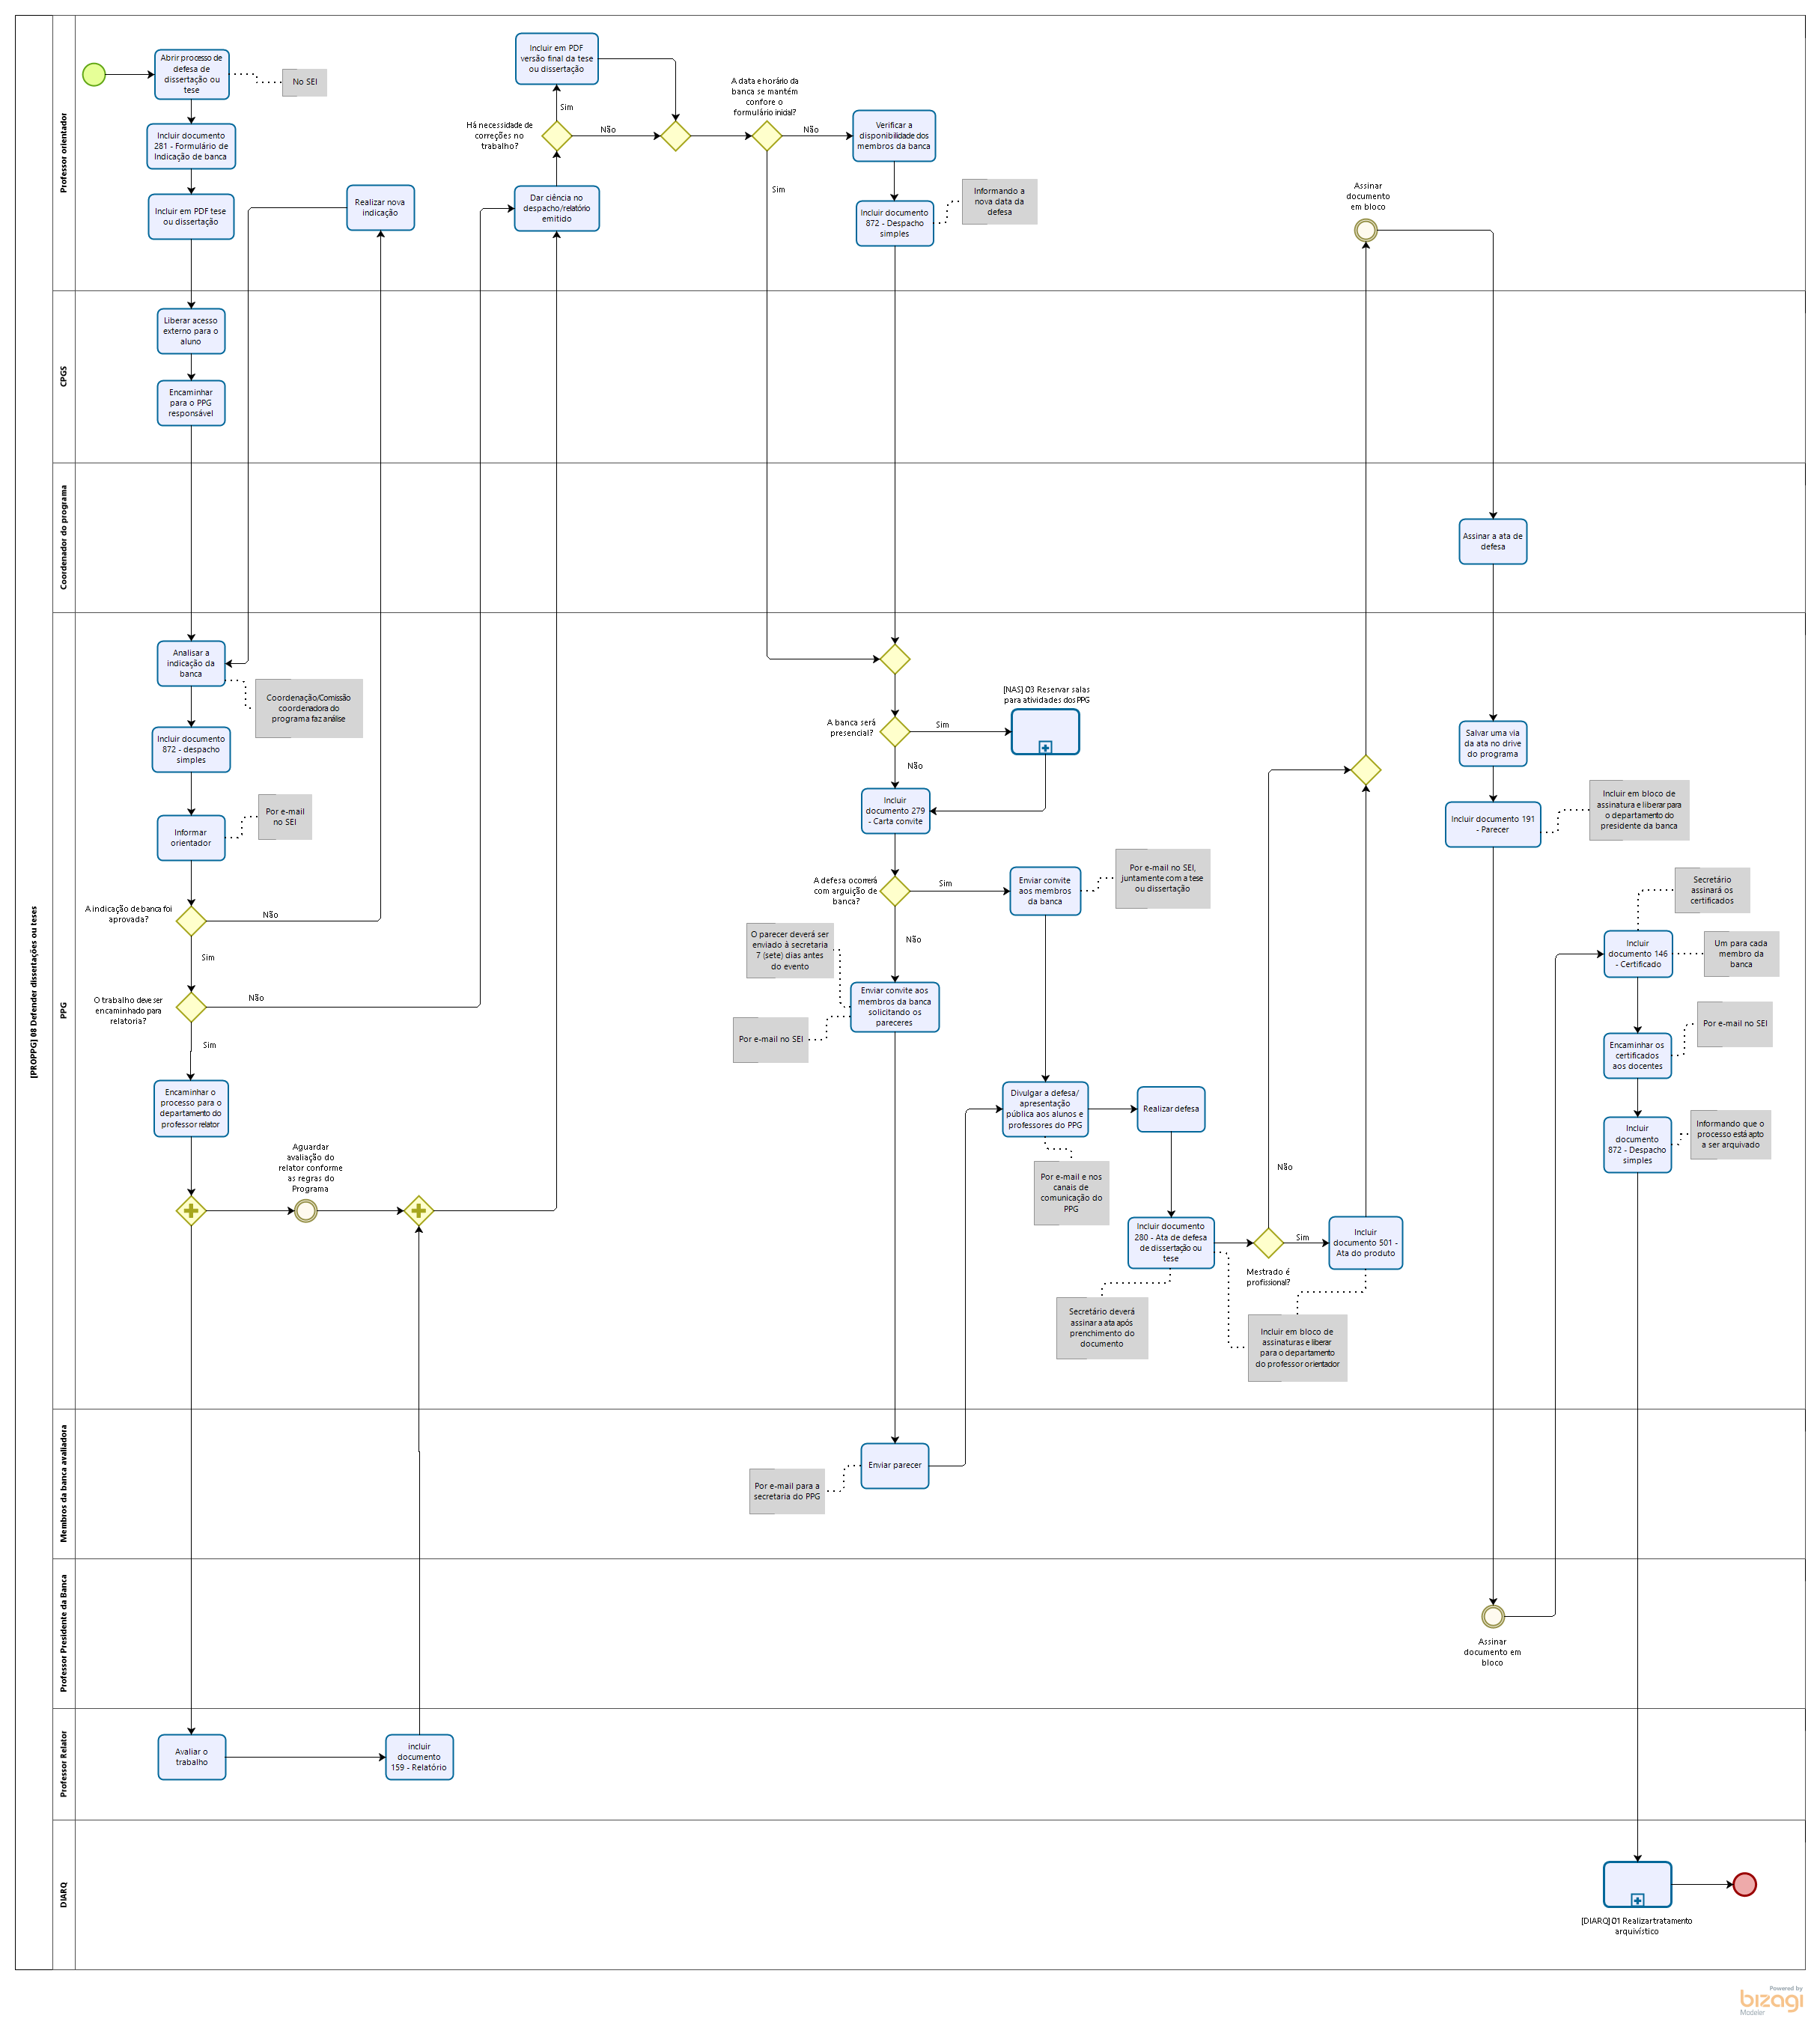 [PROPPG] 08 Defender dissertações ou teses
Professor orientador
Abrir processo de
defesa de
dissertação ou
tese
No SEI
Incluir documento
281 - Formulário de
Indicação de banca
Incluir em PDF tese
ou dissertação
Realizar nova
indicação
Incluir em PDF
versão final da tese
ou dissertação
Sim
Há necessidade de
correções no
trabalho?
Não
Dar ciência no
despacho/relatório
emitido
A data e horário da
banca se mantém
confore o
formulário inicial?
Não
Sim
Verificar a
disponibilidade dos
membros da banca
Incluir documento
872 - Despacho
simples
Informando a
nova data da
defesa
Assinar
documento
em bloco
CPGS
Liberar acesso
externo para o
aluno
Encaminhar
para o PPG
responsável
Coordenador do programa
Assinar a ata de
defesa
PPG
Analisar a
indicação da
banca
Coordenação/Comissão
coordenadora do
programa faz análise
Incluir documento
872 - despacho
simples
Informar
orientador
Por e-mail
no SEI
A indicação de banca foi
aprovada?
Não
Sim
O trabalho deve ser
encaminhado para
relatoria?
Não
Sim
Encaminhar o
processo para o
departamento do
professor relator
Aguardar
avaliação do
relator conforme
as regras do
Programa
A banca será
presencial?
Sim
Não
[NAS] 03 Reservar salas
para atividades dos PPG
Incluir
documento 279
- Carta convite
A defesa ocorrerá
com arguição de
banca?
Sim
Não
Enviar convite
aos membros
da banca
Por e-mail no SEI,
juntamente com a tese
ou dissertação
O parecer deverá ser
enviado à secretaria
7 (sete) dias antes
do evento
Enviar convite aos
membros da banca
solicitando os
pareceres
Por e-mail no SEI
Divulgar a defesa/
apresentação
pública aos alunos e
professores do PPG
Por e-mail e nos
canais de
comunicação do
PPG
Realizar defesa
Incluir documento
280 - Ata de defesa
de dissertação ou
tese
Secretário deverá
assinar a ata após
prenchimento do
documento
Mestrado é
profissional?
Não
Sim
Incluir
documento 501 -
Ata do produto
Incluir em bloco de
assinaturas e liberar
para o departamento
do professor orientador
Salvar uma via
da ata no drive
do programa
Incluir documento 191
- Parecer
Incluir em bloco de
assinatura e liberar para
o departamento do
presidente da banca
Secretário
assinará os
certificados
Incluir
documento 146
- Certificado
Um para cada
membro da
banca
Encaminhar os
certificados
aos docentes
Por e-mail no SEI
Incluir
documento
872 - Despacho
simples
Informando que o
processo está apto
a ser arquivado
Membros da banca avaliadora
Enviar parecer
Por e-mail para a
secretaria do PPG
Professor Presidente da Banca
Assinar
documento em
bloco
Professor Relator
Avaliar o
trabalho
incluir
documento
159 - Relatório
DIARQ
[DIARQ] 01 Realizar tratamento
arquivístico
Powered by
bizagi
Modeler